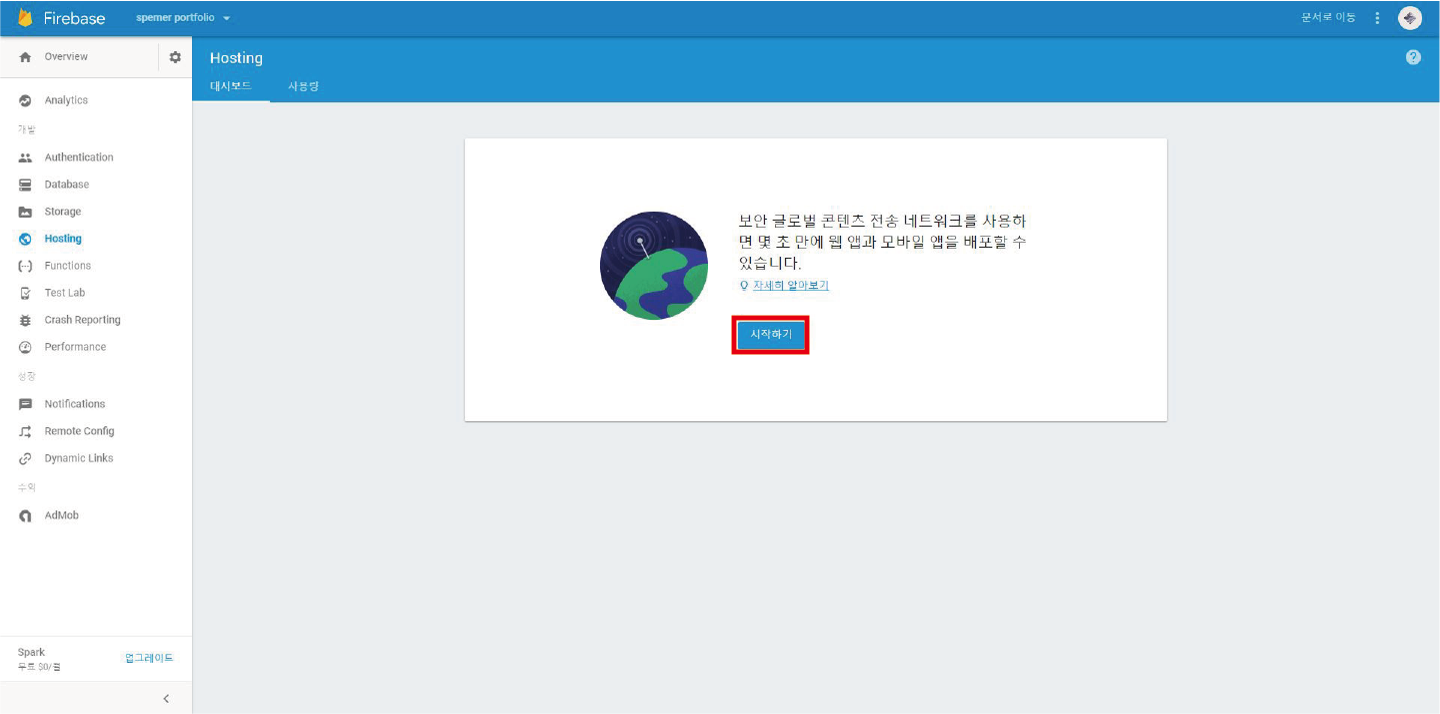 Firebase
spemer portfolio
문서로 이동
Overview
Hosting
대시보드
사용량
Analytics
개발
Authentication
Database
Storage
Hosting
Functions
Test Lab
Crash Reporting
Performance
성장
Notifications
Remote Config
Dynamic Links
수익
AdMob
Spark
무료 $0/월
업그레이드
보안 글로벌 콘텐츠 전송 네트워크를 사용하
면 몇 초 만에 웹 앱과 모바일 앱을 배포할 수
있습니다.
자세히 알아보기
시작하기